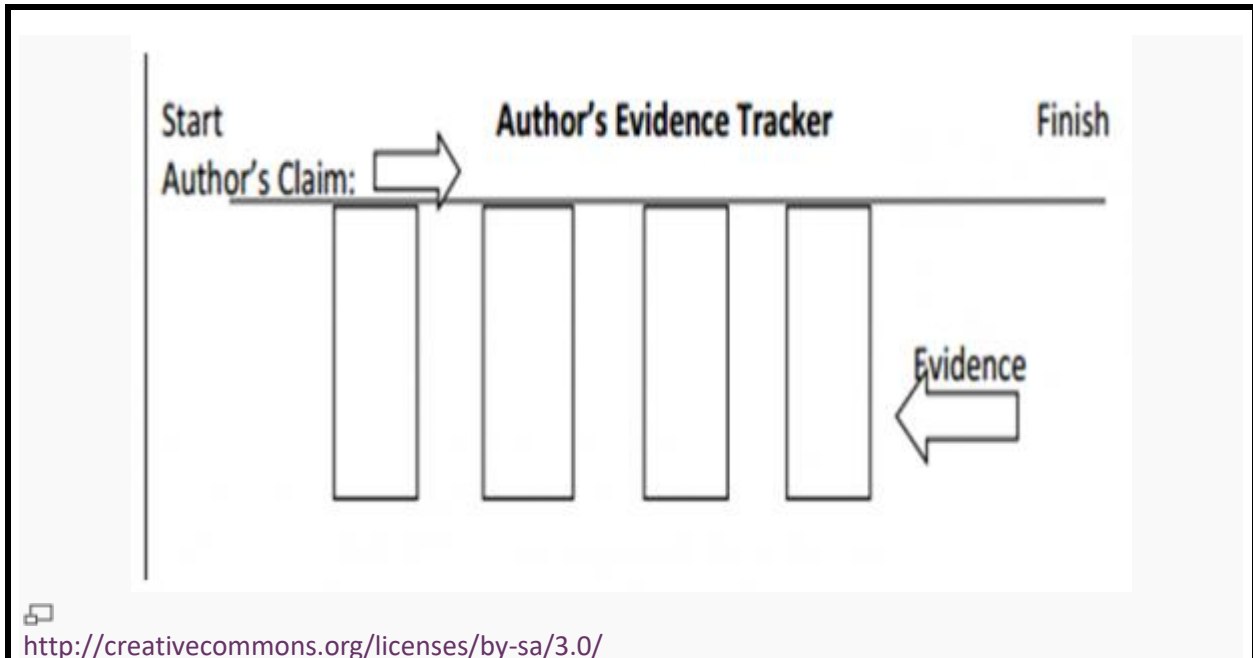 Start Author's Evidence Tracker Finish
Author's Claim:
Evidence
http://creativecommons.org/licenses/by-sa/3.0/